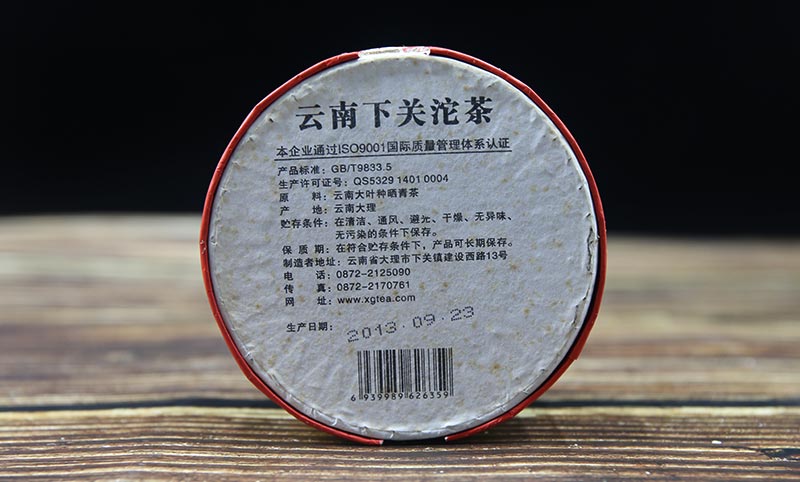 云南下关沱茶
本企业通过ISO9001国际质量管理体系认证
产品标准：GB/T9833.5
生产许可证号：QS5329 1401 0004
原　　料：云南大叶种晒青茶
产　　地：云南大理
贮存条件：在清洁、通风、避光、干燥、无异味、
无污染的条件下保存。
保 质 期：在符合贮存条件下，产品可长期保存。
制造者地址：云南省大理市下关镇建设西路13号
电　　话：0872-2125090
传　　真：0872-2170761
网　　址：www.xgtea.com
生产日期：2013.09.23
6 939989 626359